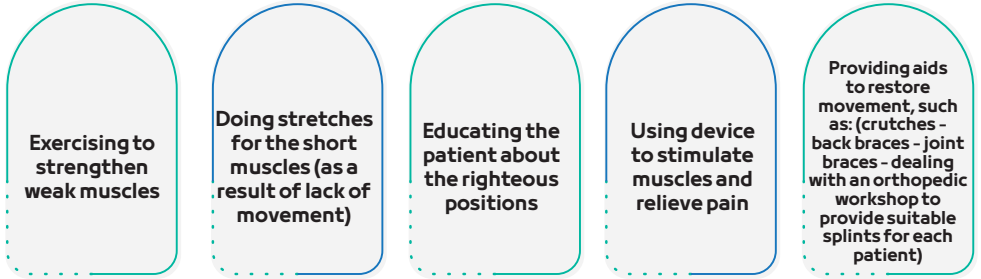 Exercising to
strengthen
weak muscles
Doing stretches
for the short
muscles (as a
result of lack of
movement)
Educating the
patient about
the righteous
positions
Using device
to stimulate
muscles and
relieve pain
Providing aids
to restore
movement, such
as: (crutches -
back braces - joint
braces - dealing
with an orthopedic
workshop to
provide suitable
splints for each
patient)